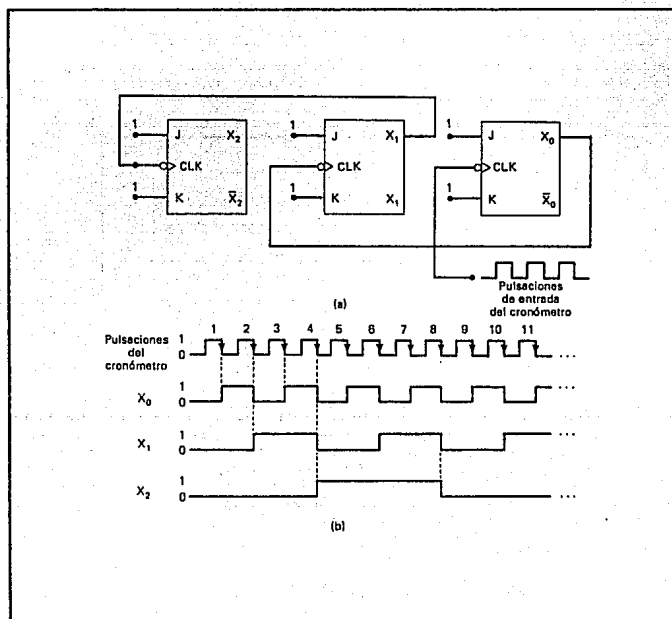 1 1 1
J X₂ J X₁ J X₀
CLK CLK CLK
1 1 1
K X̅₂ K X₁ K X̅₀
Pulsaciones
de entrada
del cronómetro
(a)
1 2 3 4 5 6 7 8 9 10 11
Pulsaciones
del
cronómetro
1
0
...
X₀
1
0
...
X₁
1
0
...
X₂
1
0
...
(b)